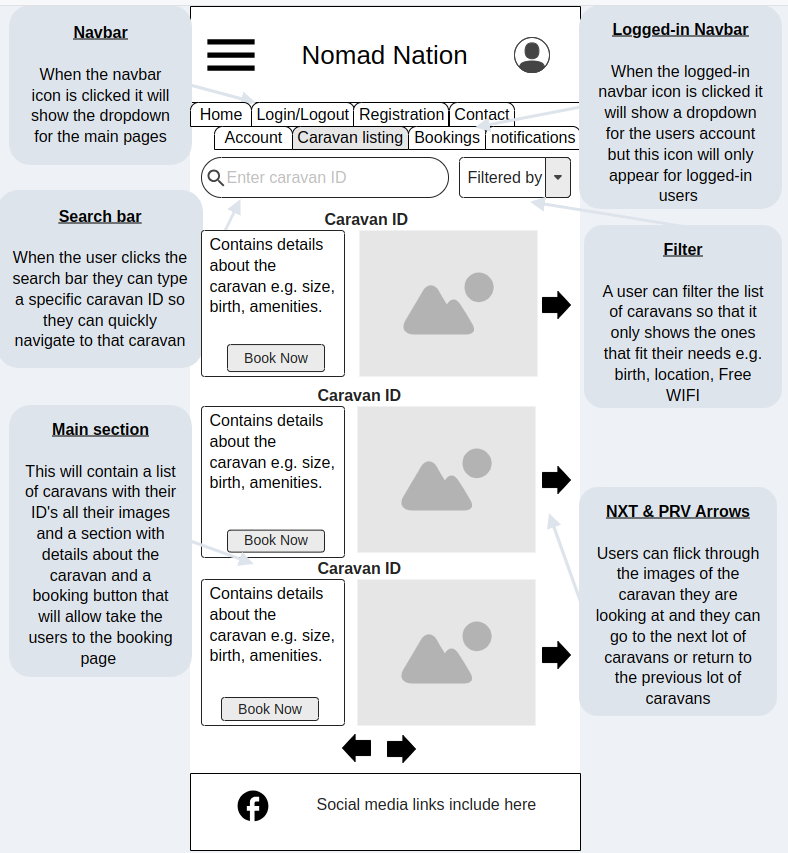 Navbar
When the navbar
icon is clicked it will
show the dropdown
for the main pages
Search bar
When the user clicks the
search bar they can type
a specific caravan ID so
they can quickly
navigate to that caravan
Main section
This will contain a list
of caravans with their
ID's all their images
and a section with
details about the
caravan and a
booking button that
will allow take the
users to the booking
page
Nomad Nation
Home Login/Logout Registration Contact
Account Caravan listing Bookings notifications
Enter caravan ID Filtered by
Caravan ID
Contains details
about the
caravan e.g. size,
birth, amenities.
Book Now
Caravan ID
Contains details
about the
caravan e.g. size,
birth, amenities.
Book Now
Caravan ID
Contains details
about the
caravan e.g. size,
birth, amenities.
Book Now
Social media links include here
Logged-in Navbar
When the logged-in
navbar icon is clicked it
will show a dropdown
for the users account
but this icon will only
appear for logged-in
users
Filter
A user can filter the list
of caravans so that it
only shows the ones
that fit their needs e.g.
birth, location, Free
WIFI
NXT & PRV Arrows
Users can flick through
the images of the
caravan they are
looking at and they can
go to the next lot of
caravans or return to
the previous lot of
caravans